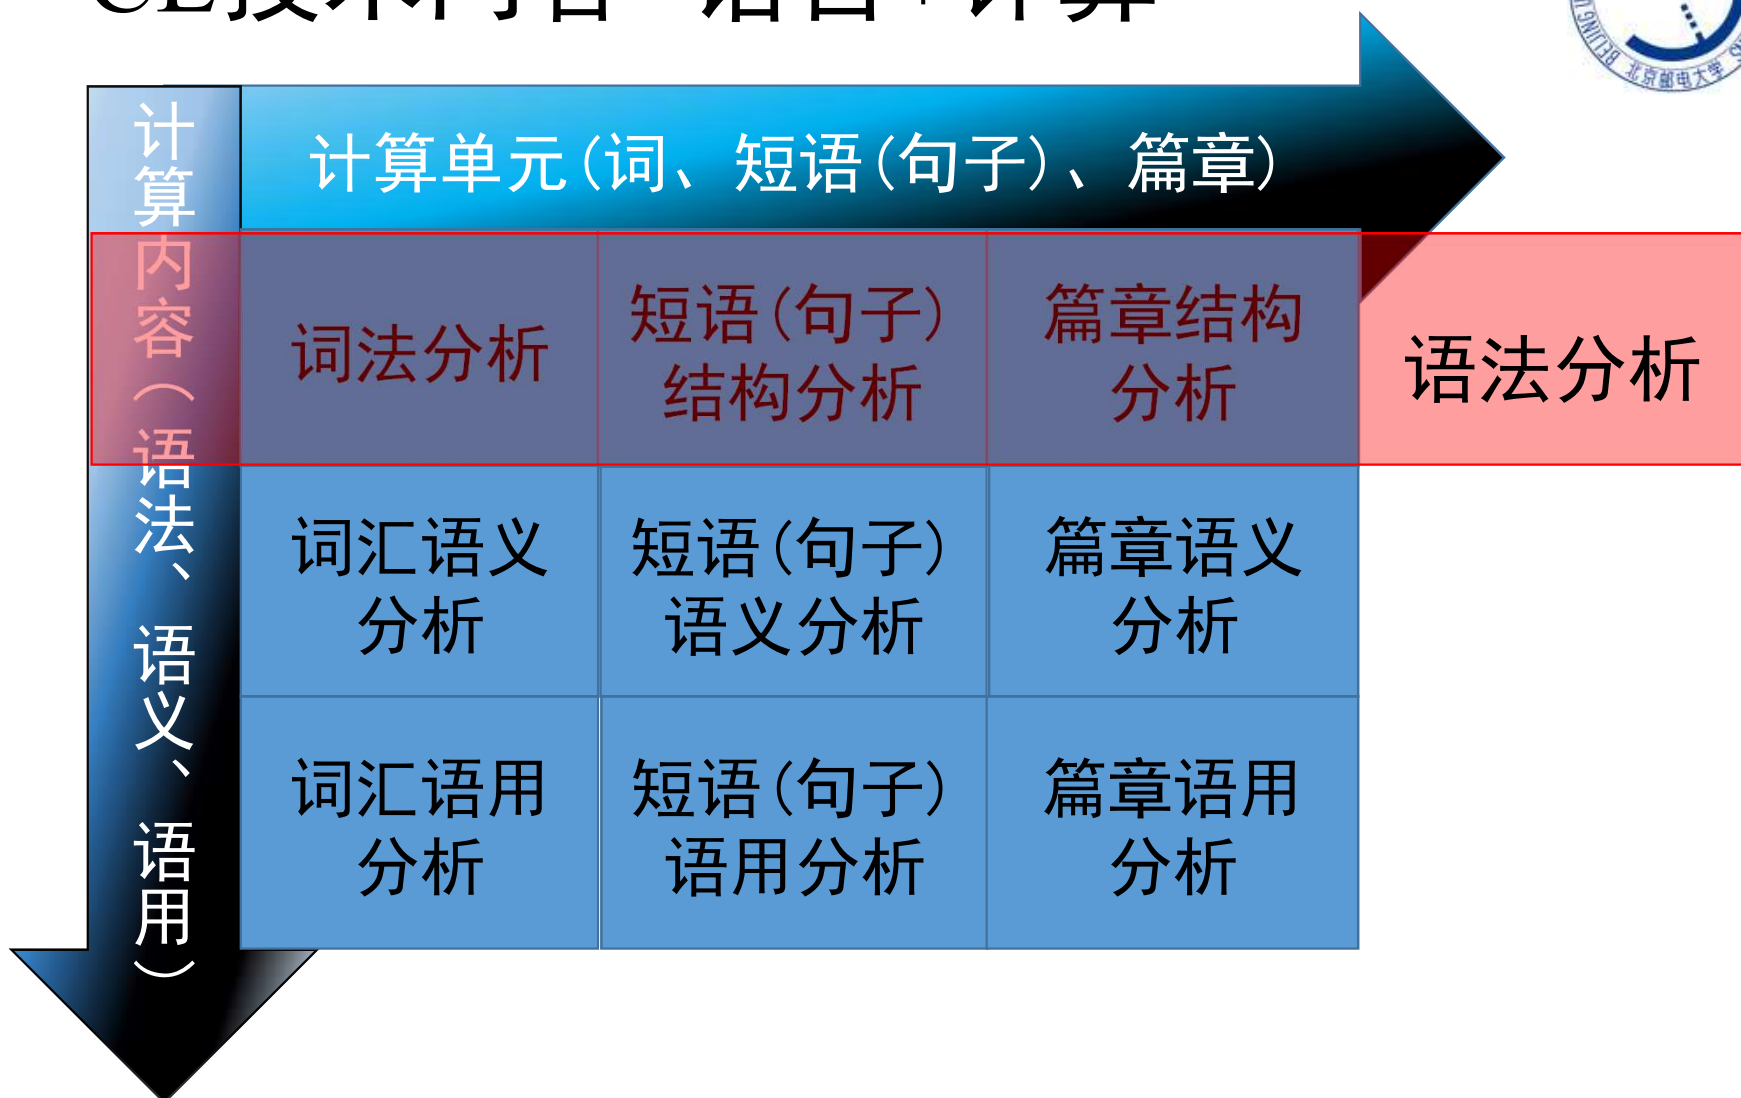 计算单元(词、短语(句子)、篇章)
计算内容(语法、语义、语用)
词法分析
短语(句子)
结构分析
篇章结构
分析
语法分析
词汇语义
分析
短语(句子)
语义分析
篇章语义
分析
词汇语用
分析
短语(句子)
语用分析
篇章语用
分析
北京邮电大学